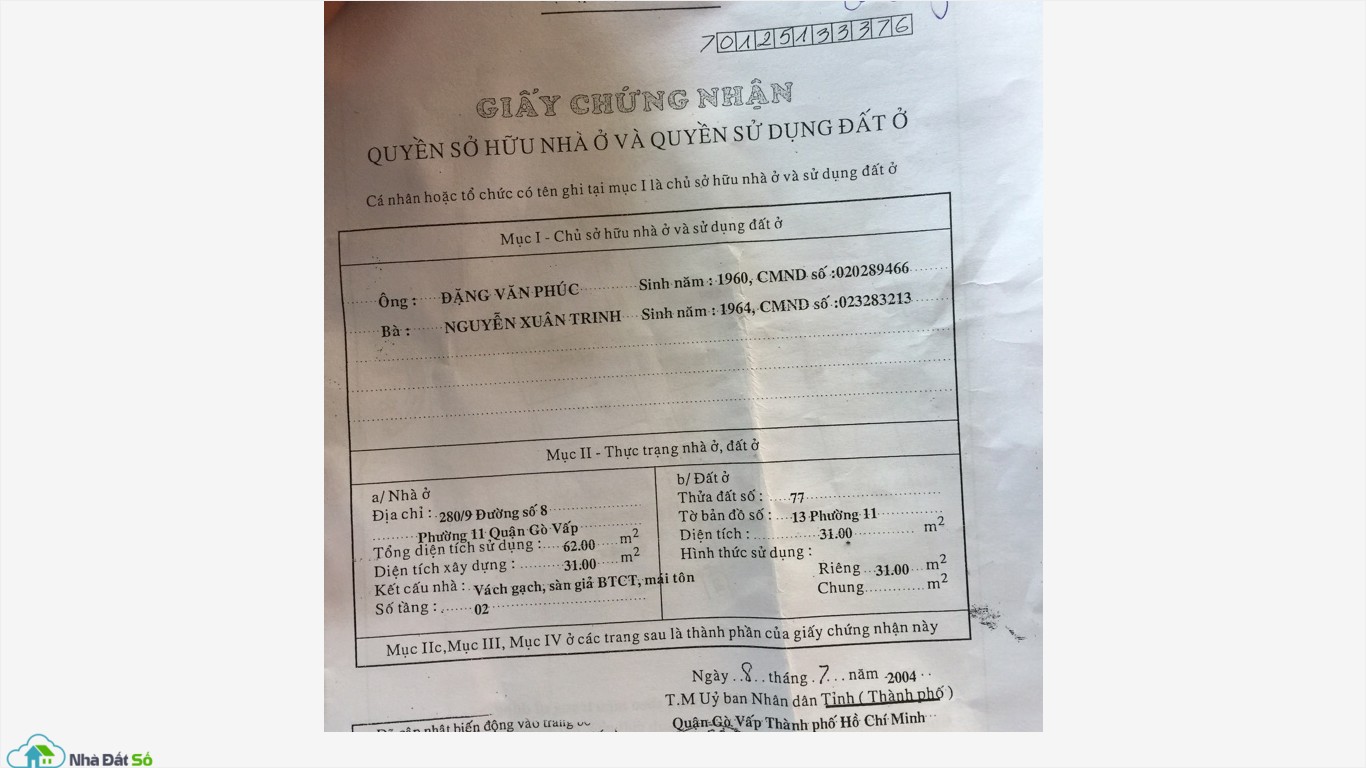 70125133376
GIẤY CHỨNG NHẬN
QUYỀN SỞ HỮU NHÀ Ở VÀ QUYỀN SỬ DỤNG ĐẤT Ở
Cá nhân hoặc tổ chức có tên ghi tại mục I là chủ sở hữu nhà ở và sử dụng đất ở
Mục I - Chủ sở hữu nhà ở và sử dụng đất ở
Ông : ĐẶNG VĂN PHÚC Sinh năm : 1960, CMND số :020289466
Bà : NGUYỄN XUÂN TRINH Sinh năm : 1964, CMND số :023283213
Mục II - Thực trạng nhà ở, đất ở
a/ Nhà ở
Địa chỉ : 280/9 Đường số 8
Phường 11 Quận Gò Vấp
Tổng diện tích sử dụng : 62.00 m2
Diện tích xây dựng : 31.00 m2
Kết cấu nhà : Vách gạch, sàn giả BTCT, mái tôn
Số tầng : 02
b/ Đất ở
Thửa đất số : 77
Tờ bản đồ số : 13 Phường 11
Diện tích : 31.00 m2
Hình thức sử dụng :
Riêng 31.00 m2
Chung m2
Mục IIc,Mục III, Mục IV ở các trang sau là thành phần của giấy chứng nhận này
Ngày 8 tháng 7 năm 2004
T.M Uỷ ban Nhân dân Tỉnh ( Thành phố )
Quận Gò Vấp Thành phố Hồ Chí Minh
cập nhật biến động vào trang
Nhà Đất Số